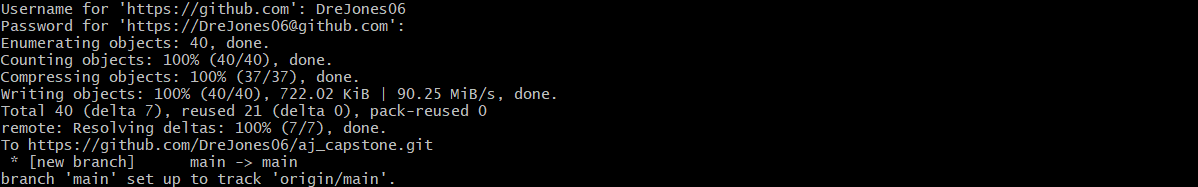 Username for 'https://github.com': DreJones06
Password for 'https://DreJones06@github.com':
Enumerating objects: 40, done.
Counting objects: 100% (40/40), done.
Compressing objects: 100% (37/37), done.
Writing objects: 100% (40/40), 722.02 KiB | 90.25 MiB/s, done.
Total 40 (delta 7), reused 21 (delta 0), pack-reused 0
remote: Resolving deltas: 100% (7/7), done.
To https://github.com/DreJones06/aj_capstone.git
 * [new branch]      main -> main
branch 'main' set up to track 'origin/main'.